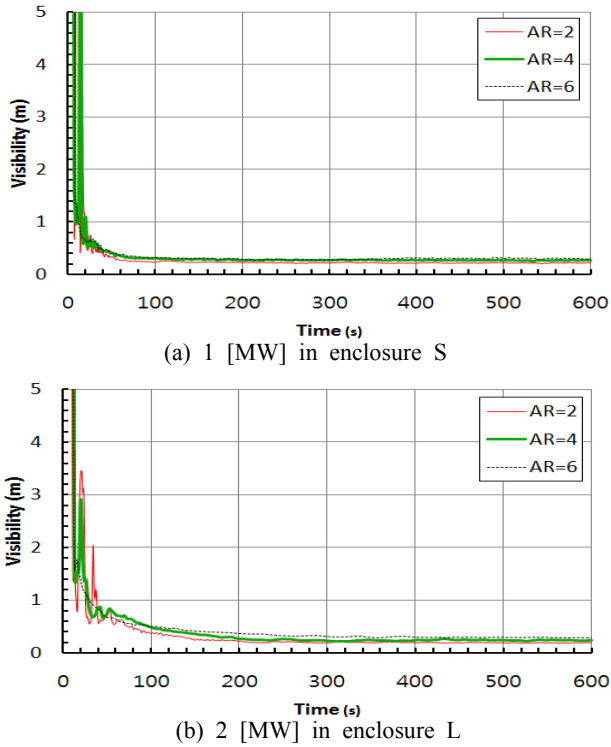 5
4
3
2
1
0
Visibility (m)
AR=2
AR=4
AR=6
0 100 200 300 400 500 600
Time (s)
(a) 1 [MW] in enclosure S
5
4
3
2
1
0
Visibility (m)
AR=2
AR=4
AR=6
0 100 200 300 400 500 600
Time (s)
(b) 2 [MW] in enclosure L